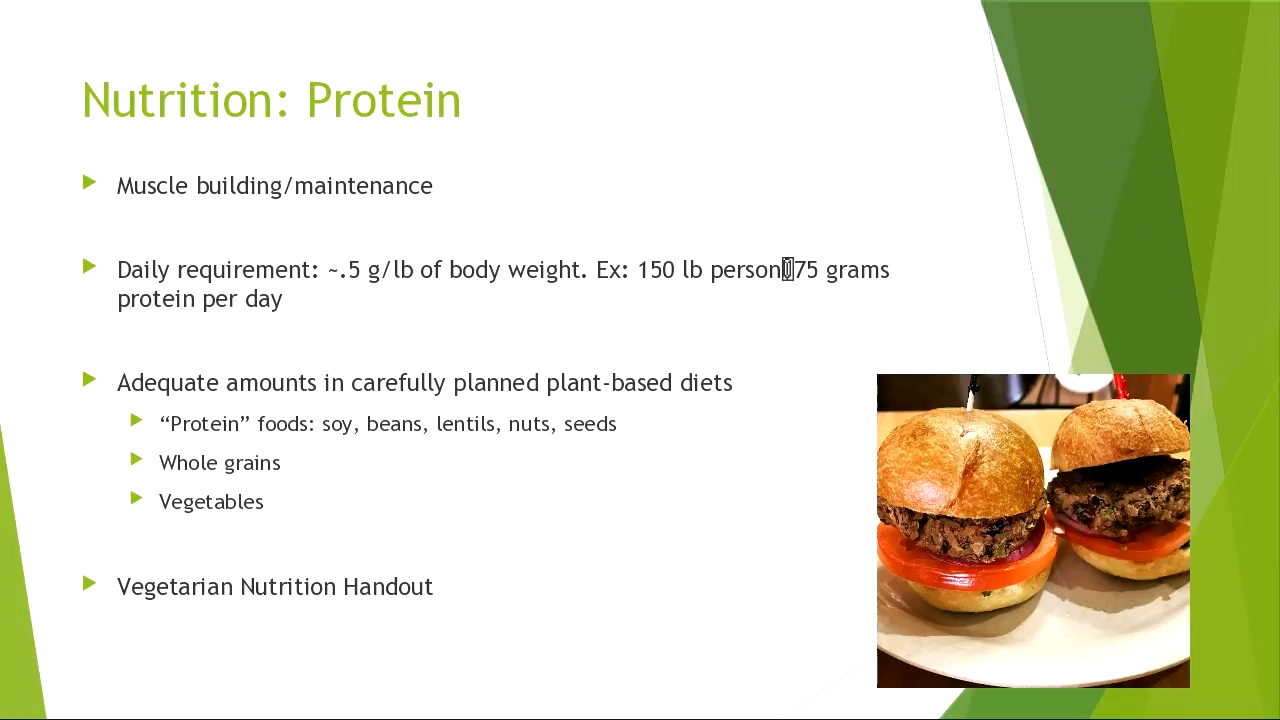 Nutrition: Protein
Muscle building/maintenance
Daily requirement: ~.5 g/lb of body weight. Ex: 150 lb person 75 grams
protein per day
Adequate amounts in carefully planned plant-based diets
“Protein” foods: soy, beans, lentils, nuts, seeds
Whole grains
Vegetables
Vegetarian Nutrition Handout